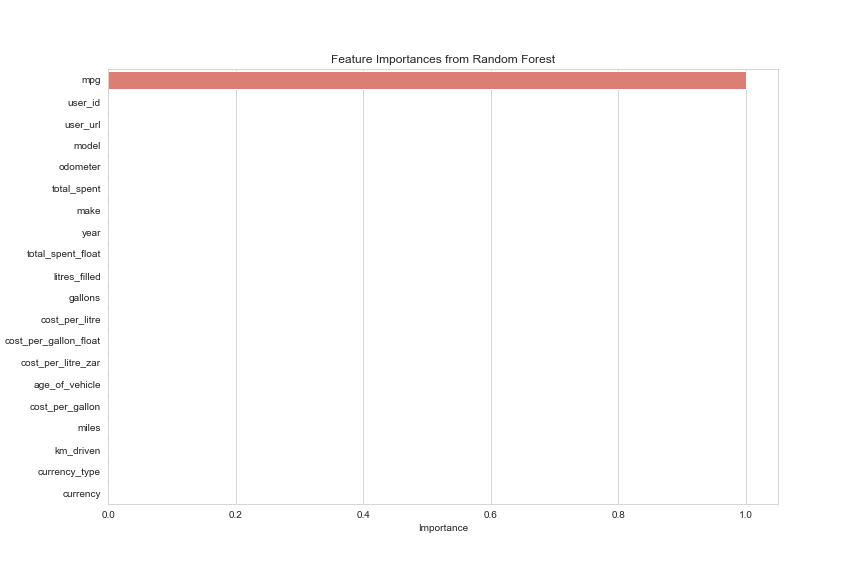 Feature Importances from Random Forest
mpg
user_id
user_url
model
odometer
total_spent
make
year
total_spent_float
litres_filled
gallons
cost_per_litre
cost_per_gallon_float
cost_per_litre_zar
age_of_vehicle
cost_per_gallon
miles
km_driven
currency_type
currency
0.0 0.2 0.4 0.6 0.8 1.0
Importance